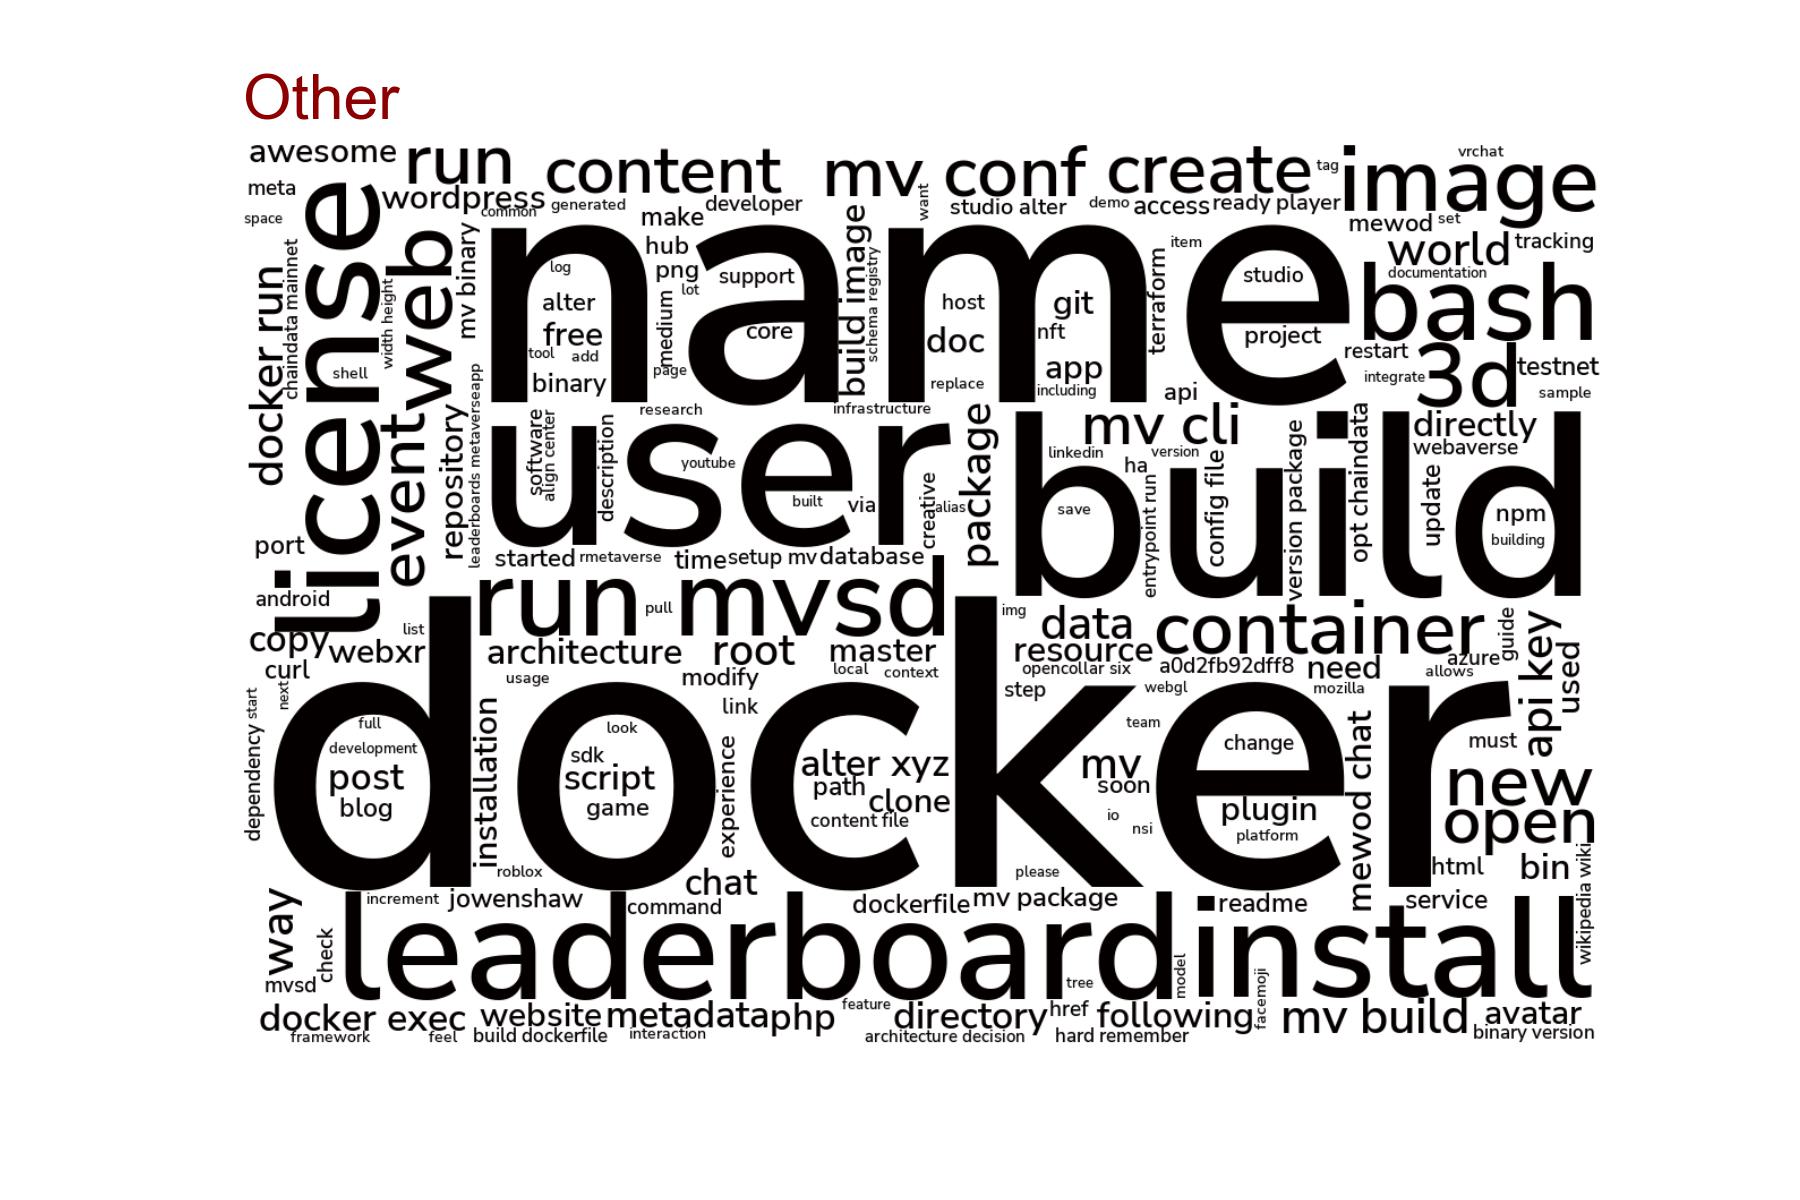 Other
awesome
run
content
mv conf
create
tag
image
vrchat
meta
wordpress
common
generated
make
developer
want
studio alter
demo
access
ready player
mewod
set
space
license
name
hub
png
lot
log
support
build image
schema registry
item
world
tracking
documentation
studio
docker run
chaindata mainnet
width height
web
mv binary
alter
free
tool
add
binary
medium
page
core
host
git
doc
nft
app
replace
including
terraform
project
bash
restart
3d
testnet
integrate
sample
shell
api
research
infrastructure
event
repository
leaderboards metaverseapp
user
software
align center
description
youtube
built
via
creative
alias
package
mv cli
build
linkedin
ha
version
save
entrypoint run
config file
version package
opt chaindata
directly
webaverse
update
npm
building
port
started
rmetaverse
time
setup mv
database
android
run mvsd
pull
img
data
container
guide
api key
used
copy
list
webxr
curl
architecture
root
master
resource
opencollar six
a0d2fb92dff8
need
azure
allows
usage
modify
local
context
step
webgl
mozilla
next
dependency start
docker
link
full
development
post
blog
installation
look
sdk
script
game
experience
alter xyz
path
clone
content file
team
mv
soon
io
nsi
change
plugin
platform
mewod chat
must
new
open
roblox
please
html
bin
wikipedia wiki
way
increment
jowenshaw
chat
command
dockerfile
mv package
readme
service
check
mvsd
leaderboard
install
tree
model
facemoji
docker exec
website
metadata
php
feature
directory
href
following
mv build
avatar
framework
feel
build dockerfile
interaction
architecture decision
hard remember
binary version